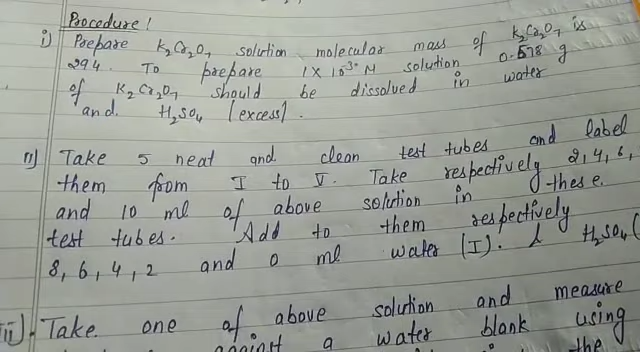 Procedure!
i) Prepare K2Cr2O7 solution molecular mass of K2Cr2O7 is
294. To prepare 1 x 10-3 M solution 0.578 g
of K2Cr2O7 should be dissolved in water
and. H2SO4 [excess].
ii) Take 5 neat and clean test tubes and label
them from I to V. Take respectively 2, 4, 6,
and 10 ml of above solution in these.
test tubes. Add to them respectively
8, 6, 4, 2 and 0 ml water (I). & H2SO4 (
iii). Take one of above solution and measure
against a water blank using
the